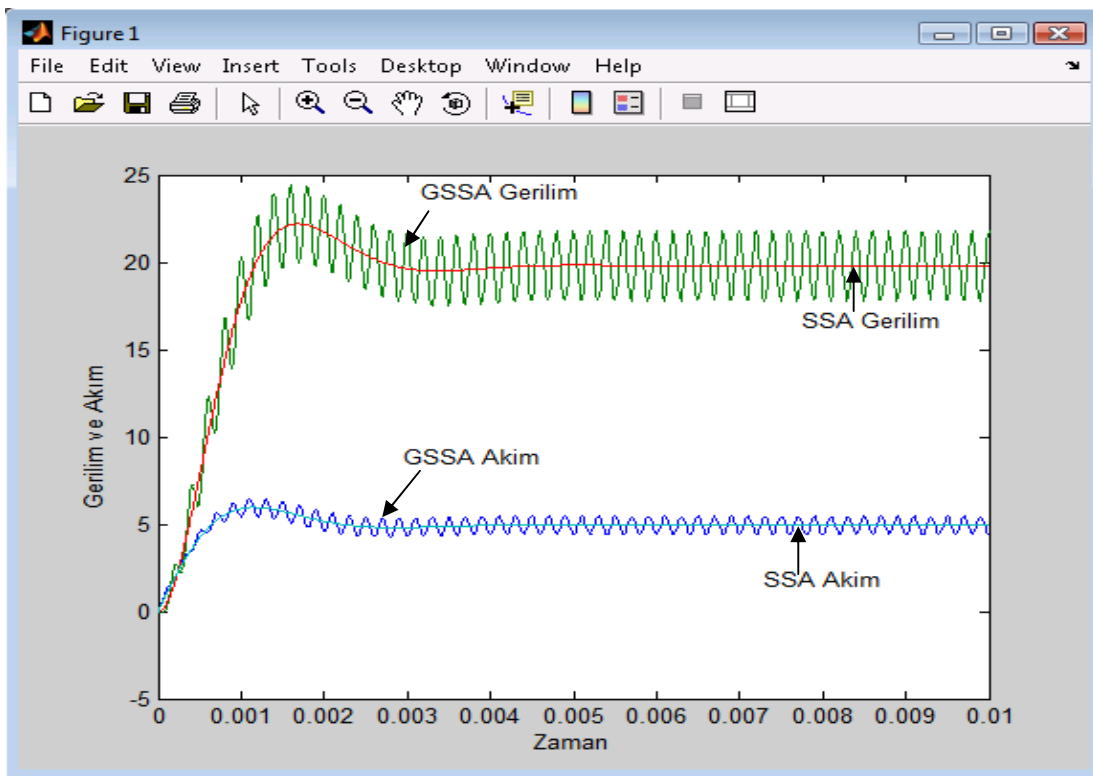 Figure 1
File Edit View Insert Tools Desktop Window Help
25
20
15
10
5
0
-5
Gerilim ve Akım
GSSA Gerilim
SSA Gerilim
GSSA Akim
SSA Akim
0 0.001 0.002 0.003 0.004 0.005 0.006 0.007 0.008 0.009 0.01
Zaman